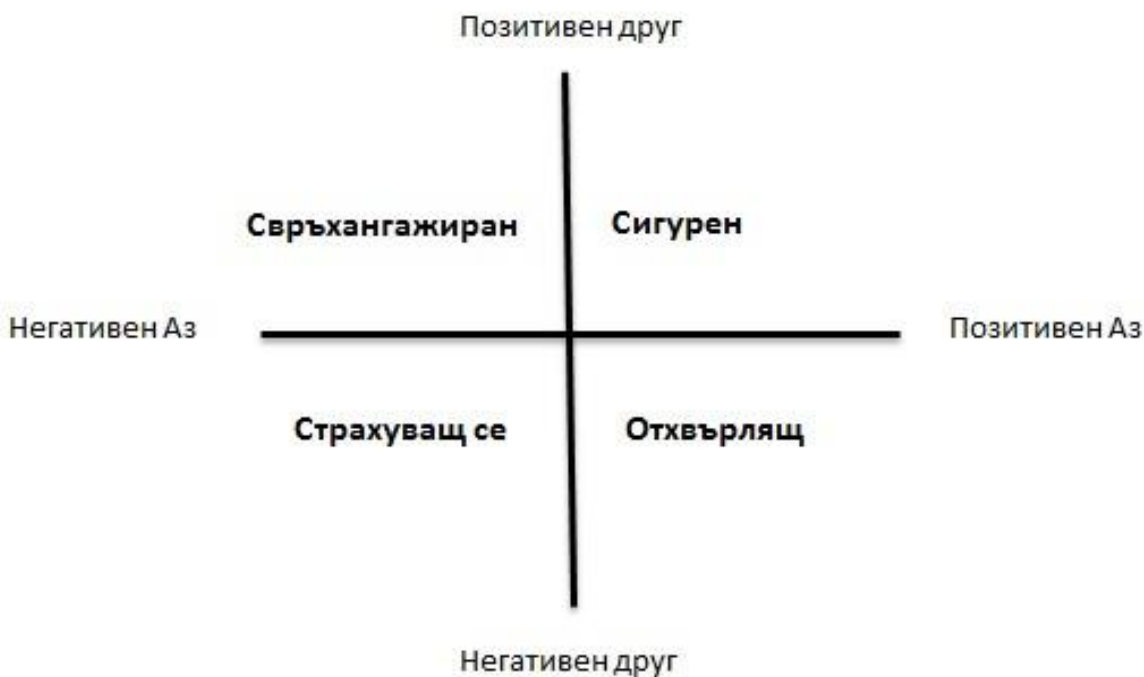 Позитивен друг
Свръхангажиран
Сигурен
Негативен Аз
Позитивен Аз
Страхуващ се
Отхвърлящ
Негативен друг